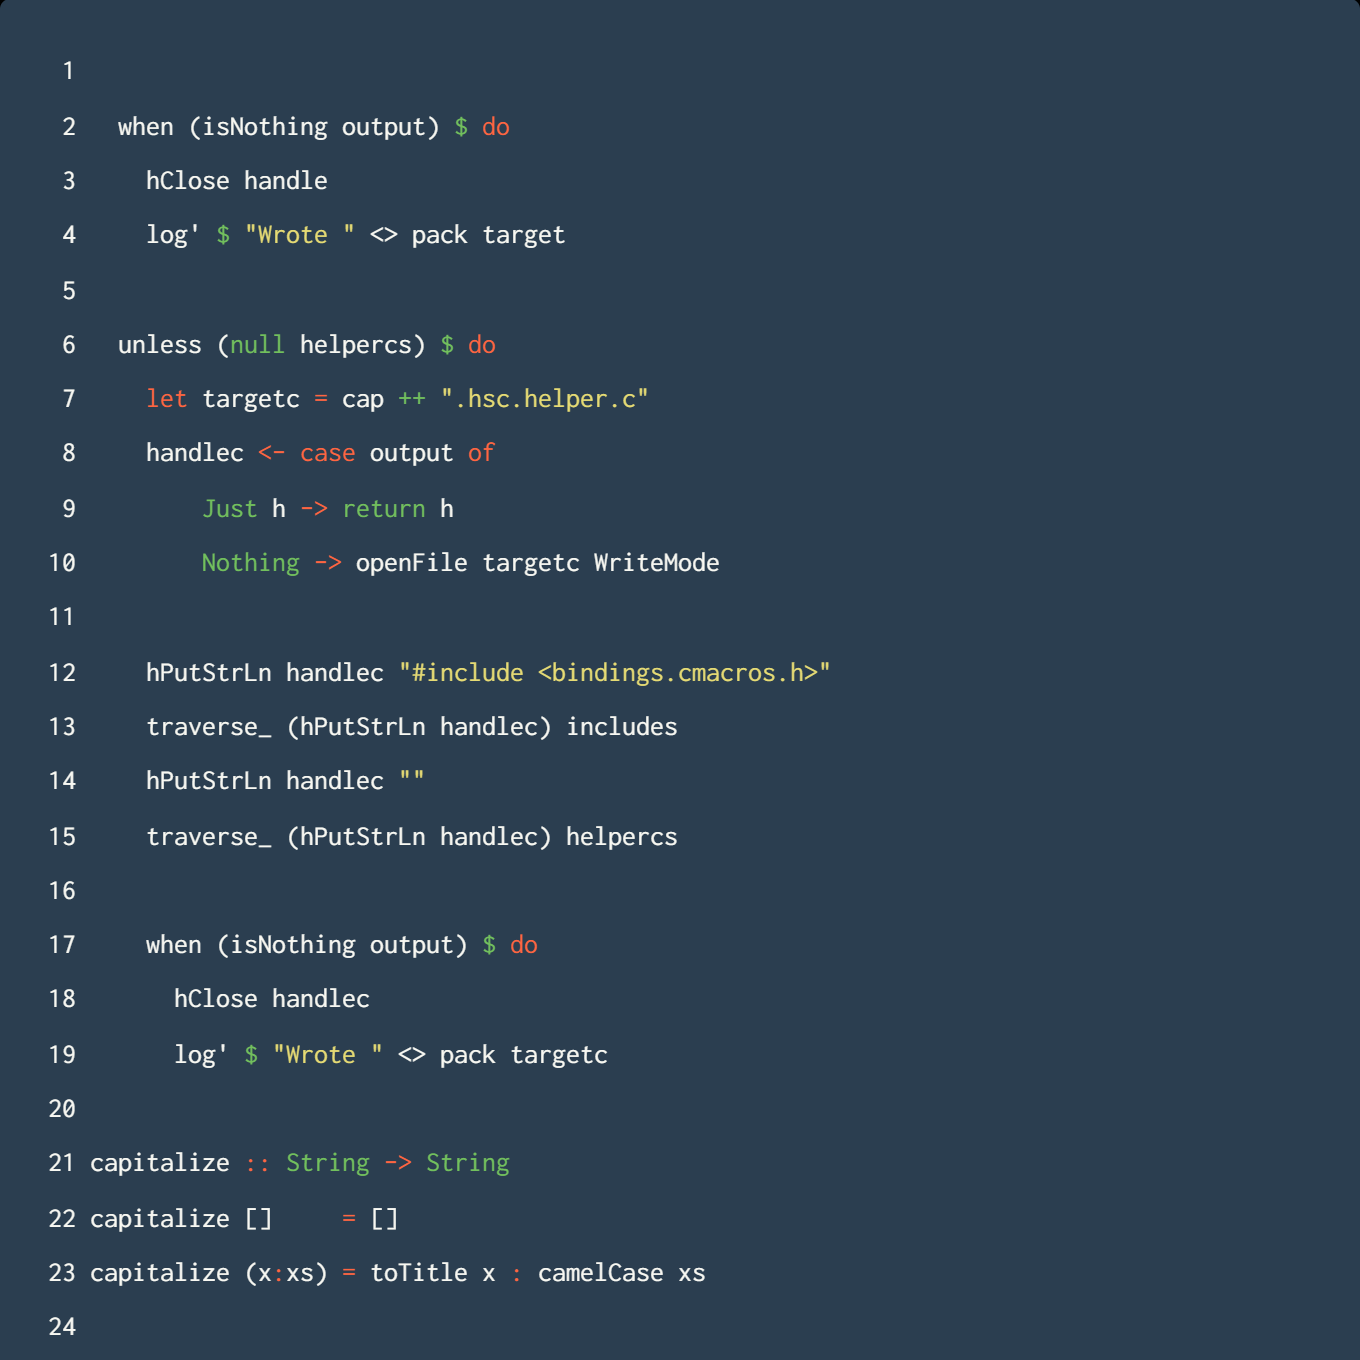 1
2   when (isNothing output) $ do
3     hClose handle
4     log' $ "Wrote " <> pack target
5
6   unless (null helpercs) $ do
7     let targetc = cap ++ ".hsc.helper.c"
8     handlec <- case output of
9         Just h -> return h
10         Nothing -> openFile targetc WriteMode
11
12     hPutStrLn handlec "#include <bindings.cmacros.h>"
13     traverse_ (hPutStrLn handlec) includes
14     hPutStrLn handlec ""
15     traverse_ (hPutStrLn handlec) helpercs
16
17     when (isNothing output) $ do
18       hClose handlec
19       log' $ "Wrote " <> pack targetc
20
21 capitalize :: String -> String
22 capitalize []     = []
23 capitalize (x:xs) = toTitle x : camelCase xs
24